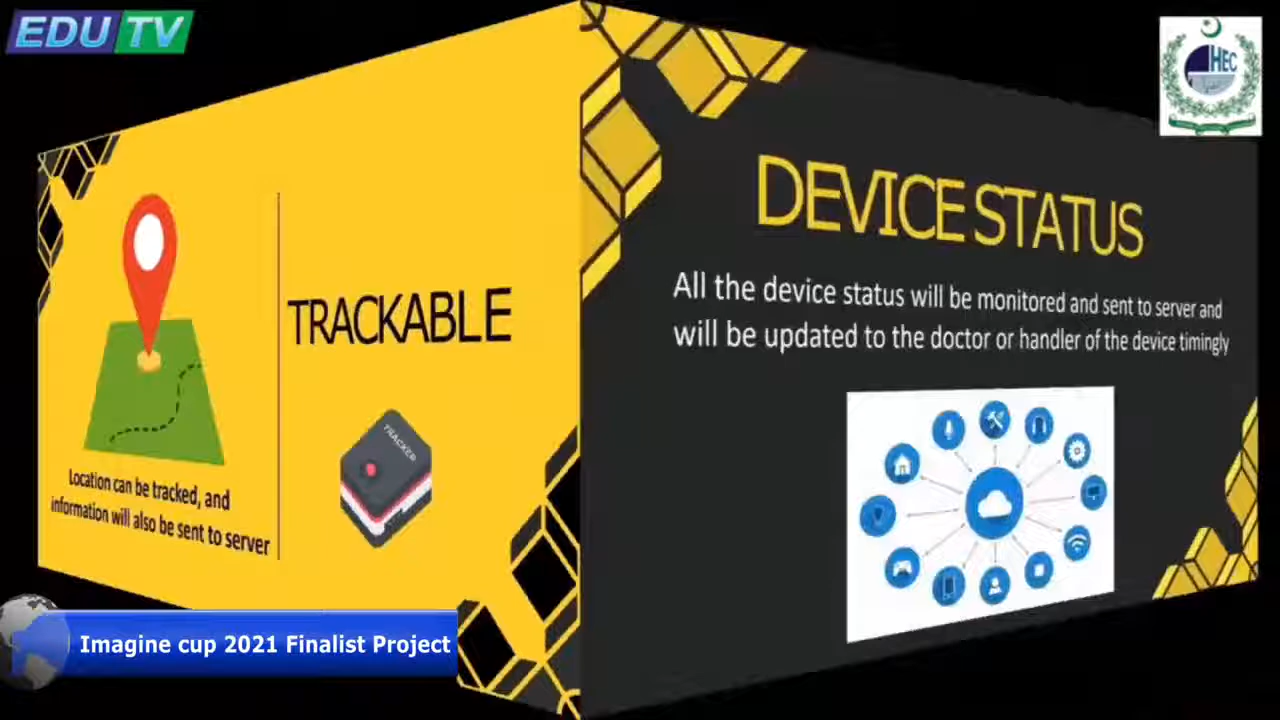 EDU TV
HEC
TRACKABLE
TRACKER
Location can be tracked, and
information will also be sent to server
DEVICE STATUS
All the device status will be monitored and sent to server and
will be updated to the doctor or handler of the device timingly
Imagine cup 2021 Finalist Project